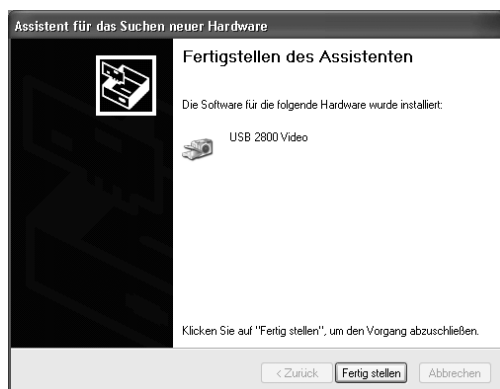 Assistent für das Suchen neuer Hardware
Fertigstellen des Assistenten
Die Software für die folgende Hardware wurde installiert:
USB 2800 Video
Klicken Sie auf "Fertig stellen", um den Vorgang abzuschließen.
< Zurück Fertig stellen Abbrechen